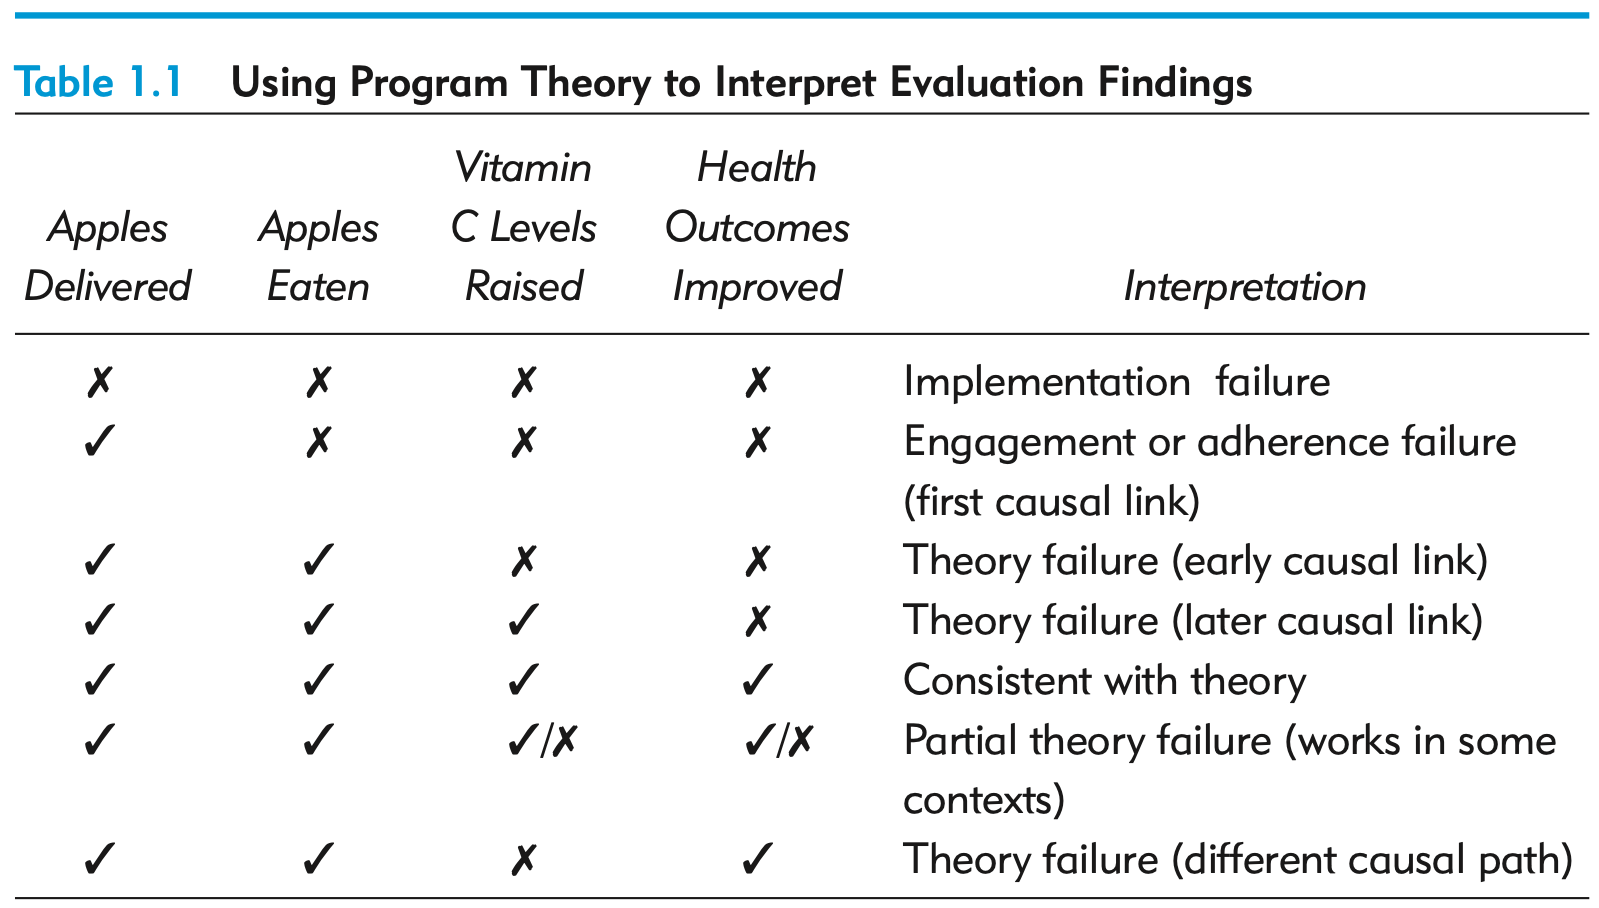 Table 1.1 Using Program Theory to Interpret Evaluation Findings
Vitamin Health
Apples Apples C Levels Outcomes
Delivered Eaten Raised Improved Interpretation
✗ ✗ ✗ ✗ Implementation failure
✓ ✗ ✗ ✗ Engagement or adherence failure
(first causal link)
✓ ✓ ✗ ✗ Theory failure (early causal link)
✓ ✓ ✓ ✗ Theory failure (later causal link)
✓ ✓ ✓ ✓ Consistent with theory
✓ ✓ ✓/✗ ✓/✗ Partial theory failure (works in some
contexts)
✓ ✓ ✗ ✓ Theory failure (different causal path)